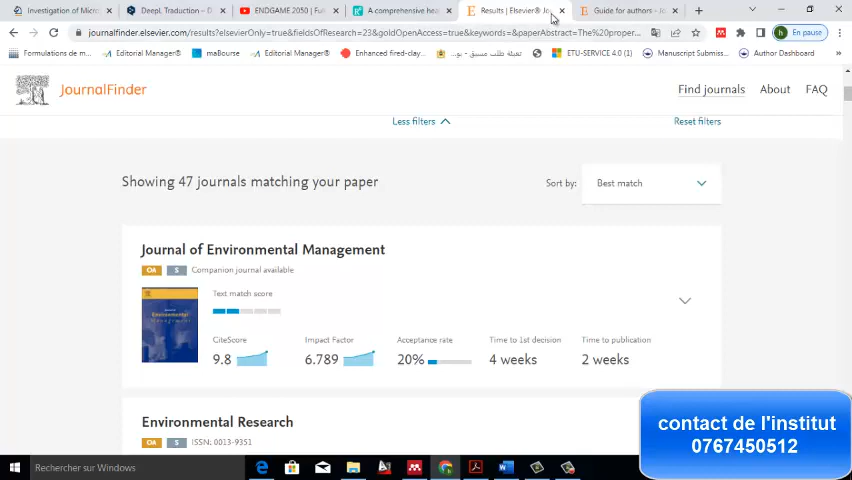 Investigation of Micros
DeepL Traduction – D
ENDGAME 2050 | Full
A comprehensive hea
Results | Elsevier® Jo
Guide for authors - Jo
journalfinder.elsevier.com/results?elsevierOnly=true&fieldsOfResearch=23&goldOpenAccess=true&keywords=&paperAbstract=The%20proper...
En pause
Formulations de m...
Editorial Manager®
maBourse
Editorial Manager®
Enhanced fired-clay...
تعبئة طلب مسبق - بو...
ETU-SERVICE 4.0 (1)
Manuscript Submiss...
Author Dashboard
JournalFinder
Find journals
About
FAQ
Less filters
Reset filters
Showing 47 journals matching your paper
Sort by:
Best match
Journal of Environmental Management
OA S Companion journal available
Text match score
CiteScore
Impact Factor
Acceptance rate
Time to 1st decision
Time to publication
9.8
6.789
20%
4 weeks
2 weeks
Environmental Research
OA S ISSN: 0013-9351
contact de l'institut
0767450512
Rechercher sur Windows